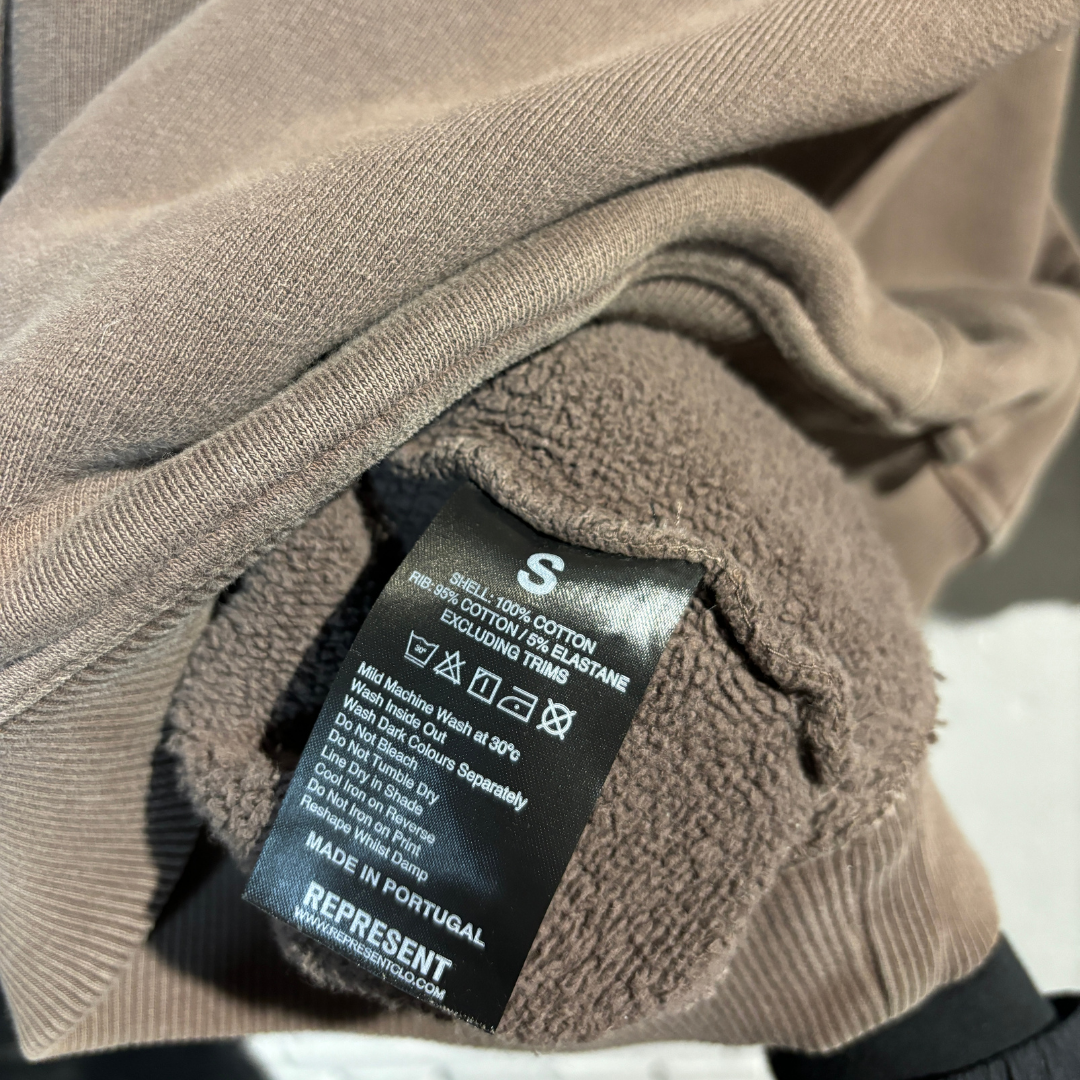 S
SHELL: 100% COTTON
RIB: 95% COTTON / 5% ELASTANE
EXCLUDING TRIMS
30°
Mild Machine Wash at 30ºc
Wash Inside Out
Wash Dark Colours Separately
Do Not Bleach
Do Not Tumble Dry
Line Dry in Shade
Cool Iron on Reverse
Do Not Iron on Print
Reshape Whilst Damp
MADE IN PORTUGAL
REPRESENT
WWW.REPRESENTCLO.COM